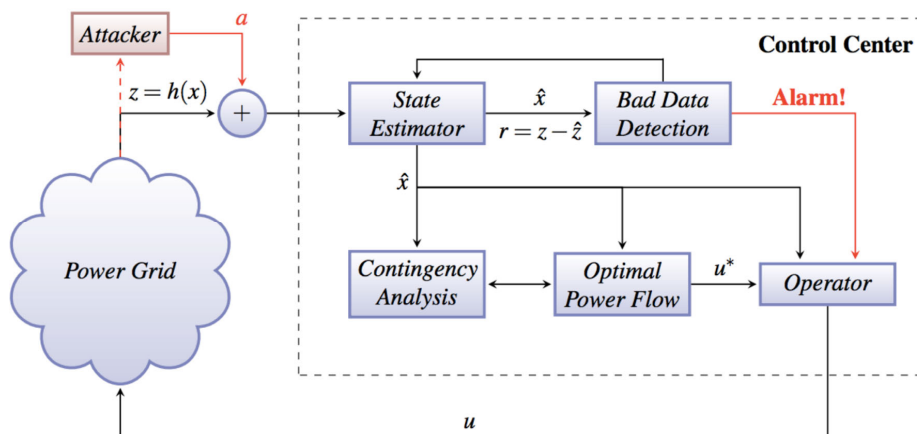 Attacker
a
Control Center
z = h(x)
+
State
Estimator
x̂
r = z − ẑ
Bad Data
Detection
Alarm!
x̂
Power Grid
Contingency
Analysis
Optimal
Power Flow
u*
Operator
u